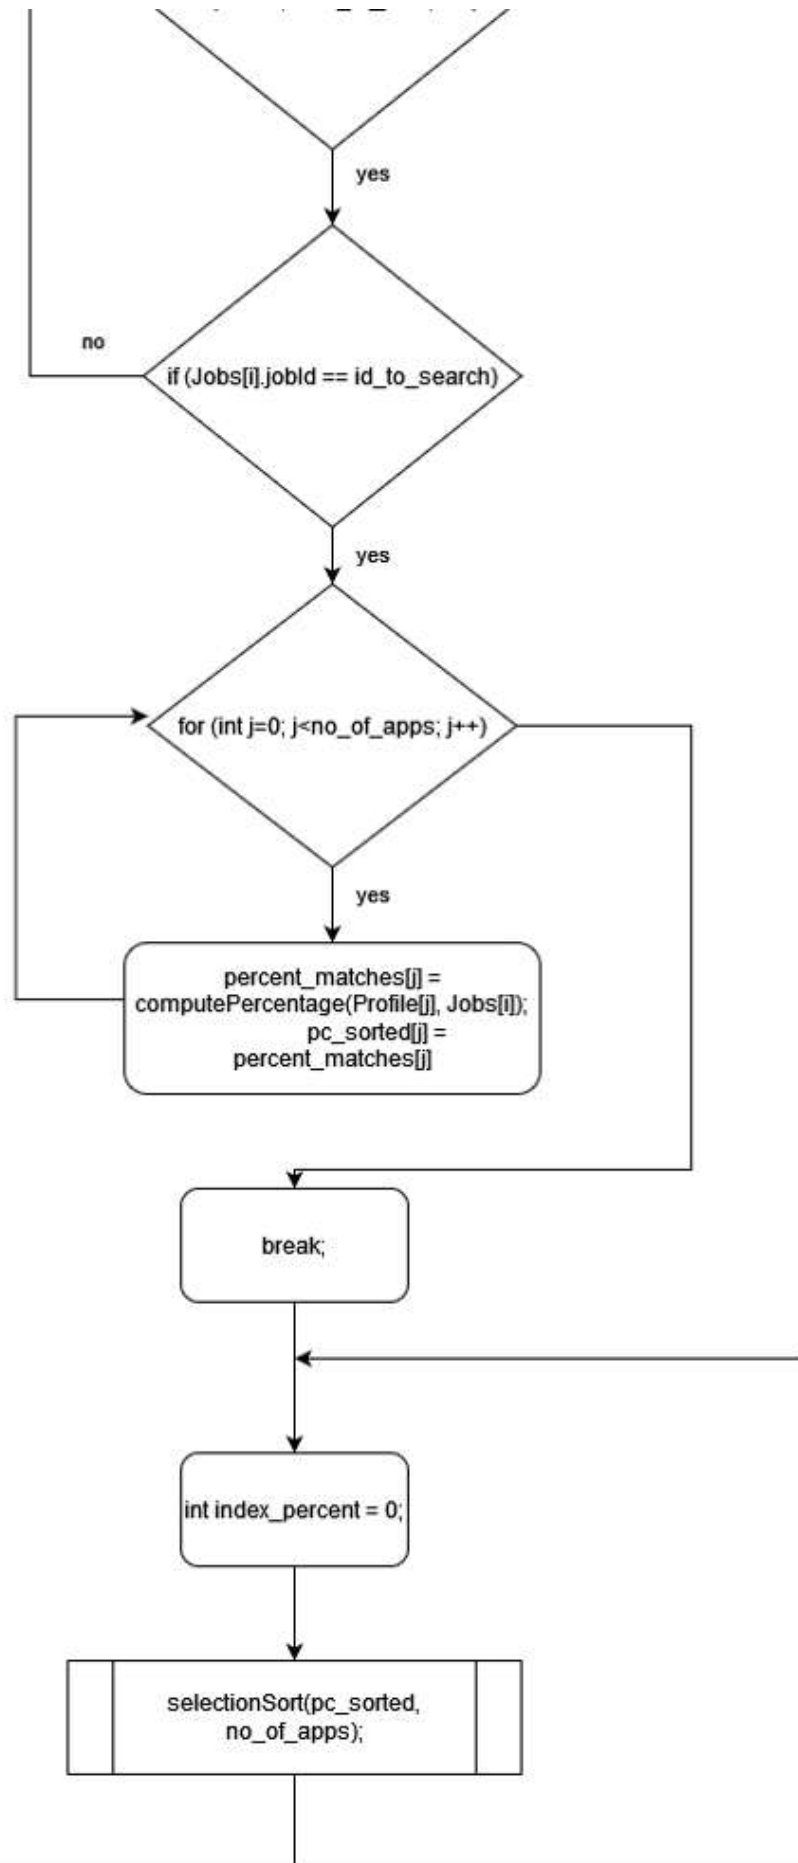 yes
no
if (Jobs[i].jobId == id_to_search)
yes
for (int j=0; j<no_of_apps; j++)
yes
percent_matches[j] =
computePercentage(Profile[j], Jobs[i]);
pc_sorted[j] =
percent_matches[j]
break;
int index_percent = 0;
selectionSort(pc_sorted,
no_of_apps);